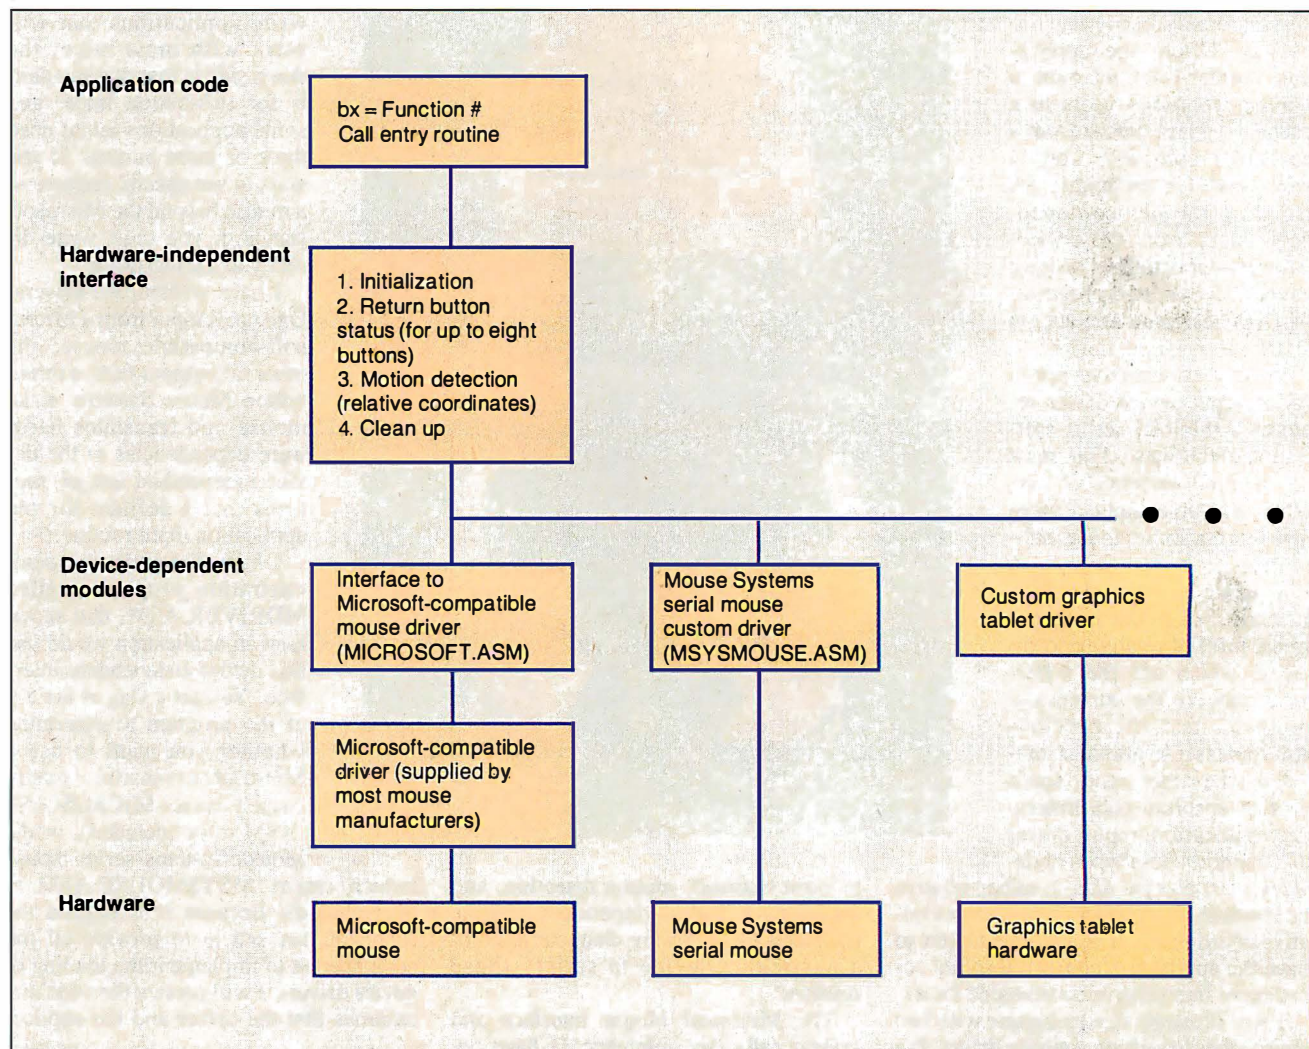 Application code
bx = Function #
Call entry routine
Hardware-independent
interface
1. Initialization
2. Return button
status (for up to eight
buttons)
3. Motion detection
(relative coordinates)
4. Clean up
Device-dependent
modules
Interface to
Microsoft-compatible
mouse driver
(MICROSOFT.ASM)
Mouse Systems
serial mouse
custom driver
(MSYSMOUSE.ASM)
Custom graphics
tablet driver
Microsoft-compatible
driver (supplied by
most mouse
manufacturers)
Hardware
Microsoft-compatible
mouse
Mouse Systems
serial mouse
Graphics tablet
hardware